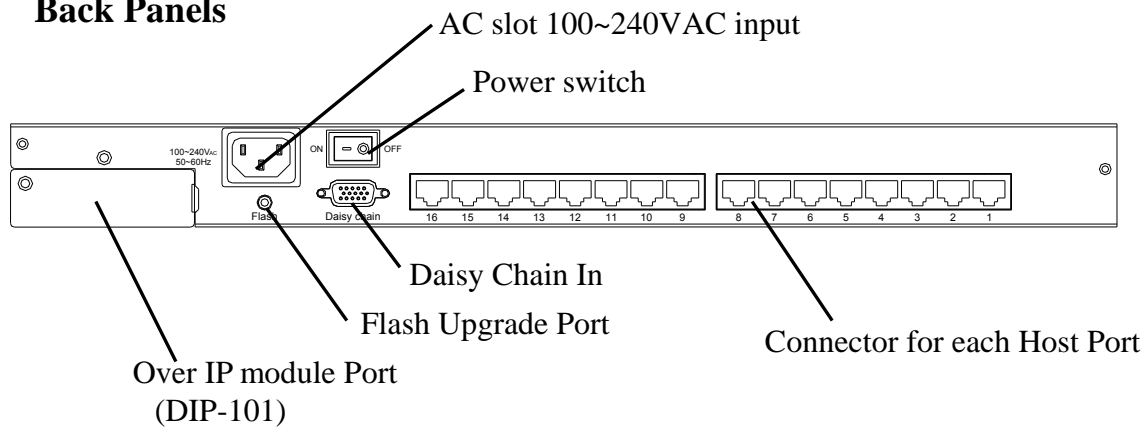 Back Panels
AC slot 100~240VAC input
Power switch
100~240VAC
50~60Hz
ON
OFF
Flash
Daisy chain
16 15 14 13 12 11 10 9
8 7 6 5 4 3 2 1
Daisy Chain In
Flash Upgrade Port
Connector for each Host Port
Over IP module Port
(DIP-101)